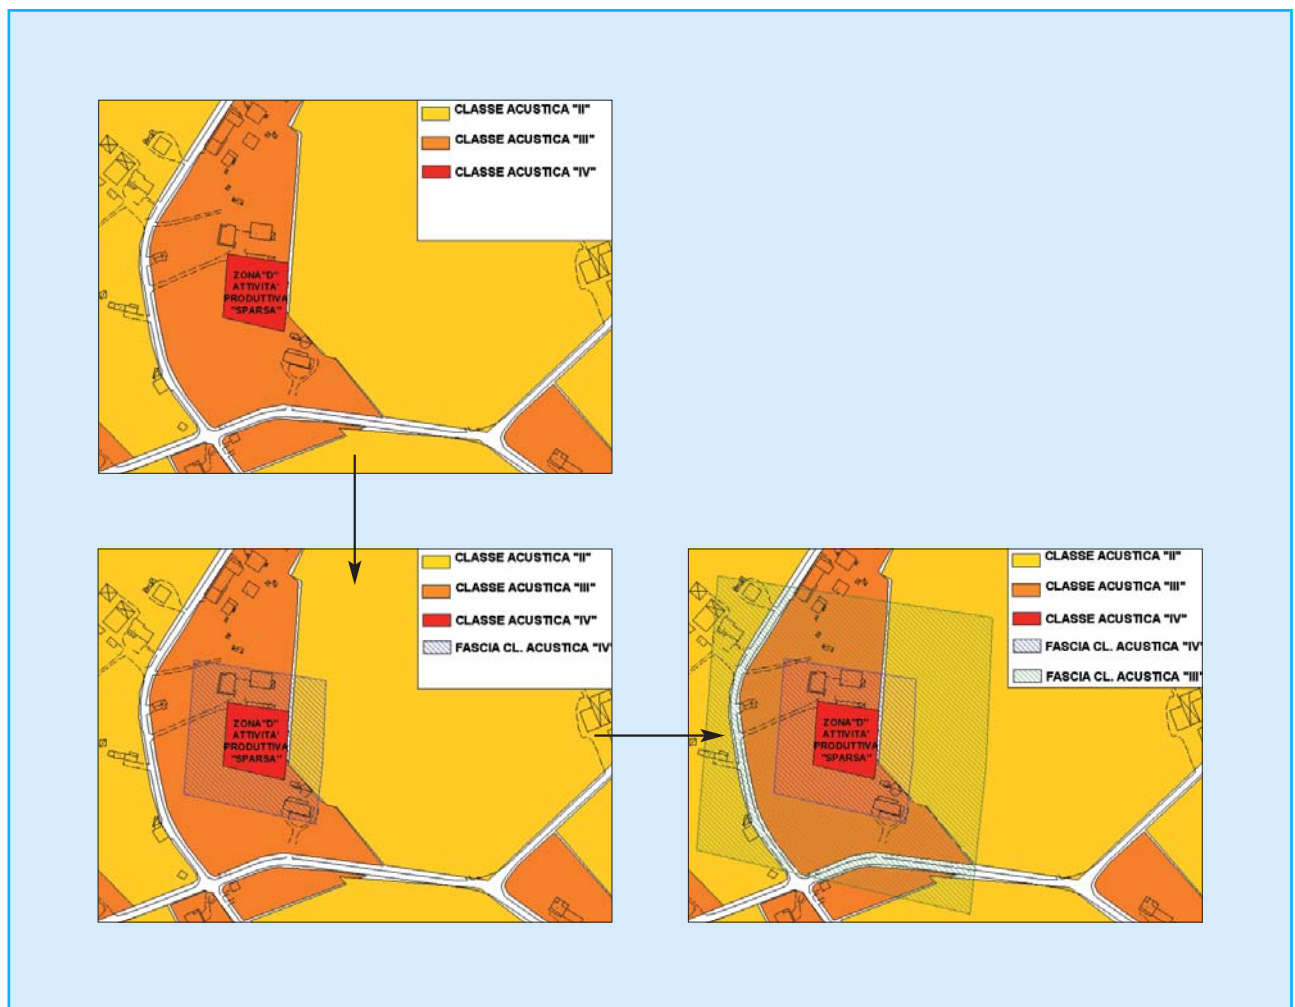 CLASSE ACUSTICA "II"
CLASSE ACUSTICA "III"
CLASSE ACUSTICA "IV"
ZONA"D"
ATTIVITA'
PRODUTTIVA
"SPARSA"
CLASSE ACUSTICA "II"
CLASSE ACUSTICA "III"
CLASSE ACUSTICA "IV"
FASCIA CL. ACUSTICA "IV"
ZONA"D"
ATTIVITA'
PRODUTTIVA
"SPARSA"
CLASSE ACUSTICA "II"
CLASSE ACUSTICA "III"
CLASSE ACUSTICA "IV"
FASCIA CL. ACUSTICA "IV"
FASCIA CL. ACUSTICA "III"
ZONA"D"
ATTIVITA'
PRODUTTIVA
"SPARSA"